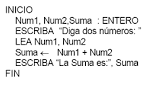 INICIO
Num1, Num2,Suma : ENTERO
ESCRIBA "Diga dos números: "
LEA Num1, Num2
Suma ← Num1 + Num2
ESCRIBA "La Suma es:", Suma
FIN